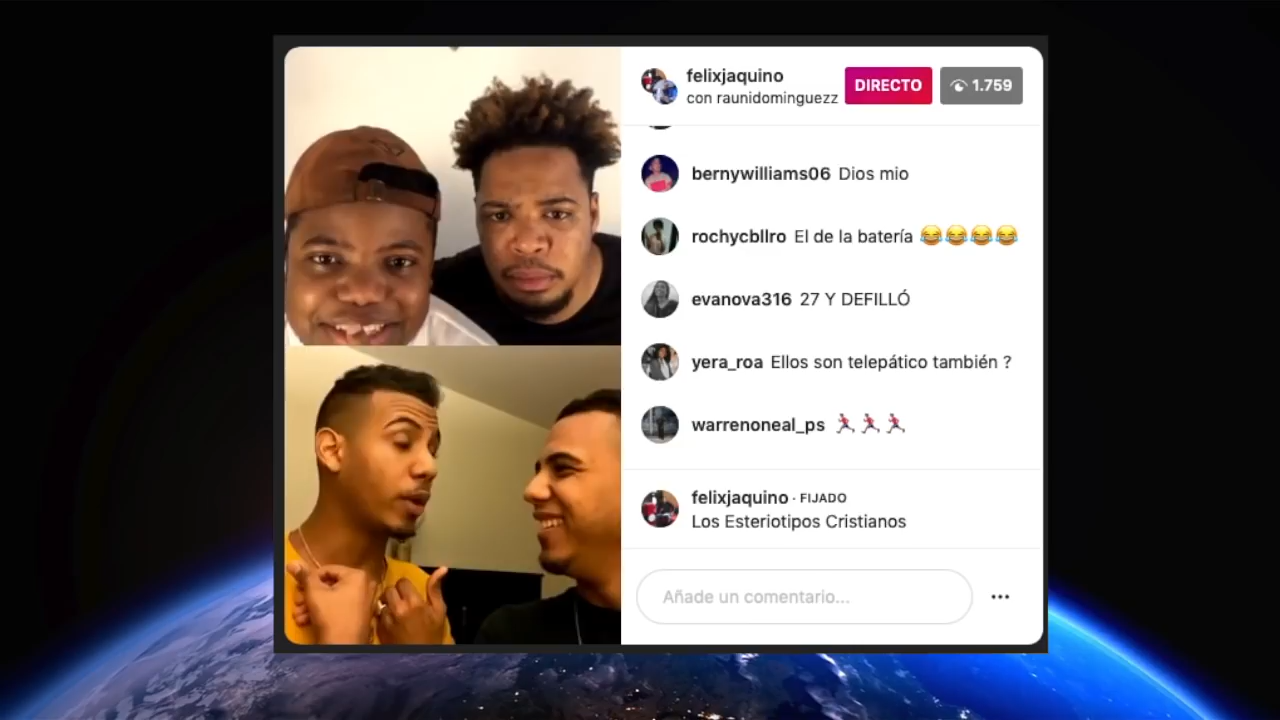 felixjaquino
con raunidominguezz
DIRECTO
1.759
bernywilliams06 Dios mio
rochycbllro El de la batería 😂😂😂😂
evanova316 27 Y DEFILLÓ
yera_roa Ellos son telepático también ?
warrenoneal_ps 🏃🏃🏃
felixjaquino · FIJADO
Los Esteriotipos Cristianos
Añade un comentario...